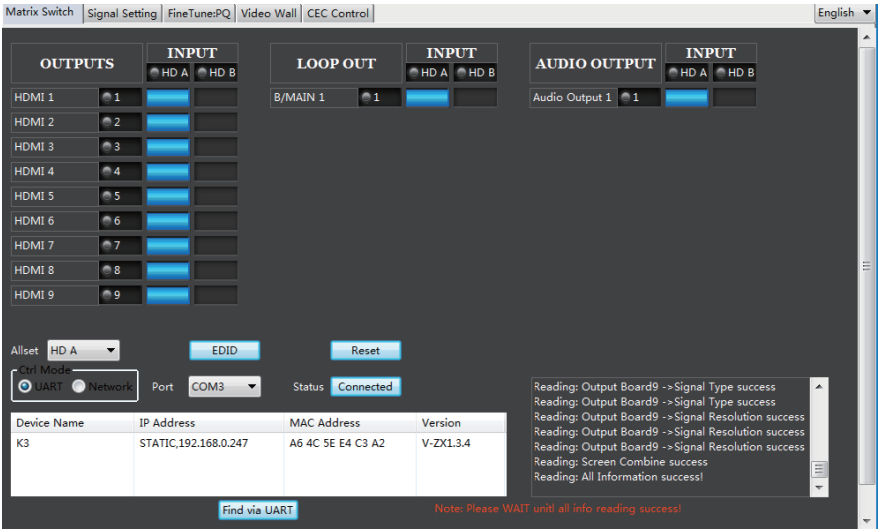 Matrix Switch Signal Setting FineTune:PQ Video Wall CEC Control English
OUTPUTS INPUT LOOP OUT INPUT AUDIO OUTPUT INPUT
HD A HD B HD A HD B HD A HD B
HDMI 1 1 B/MAIN 1 1 Audio Output 1 1
HDMI 2 2
HDMI 3 3
HDMI 4 4
HDMI 5 5
HDMI 6 6
HDMI 7 7
HDMI 8 8
HDMI 9 9
Allset HD A EDID Reset
Ctrl Mode
UART Network Port COM3 Status Connected
Device Name IP Address MAC Address Version
K3 STATIC,192.168.0.247 A6 4C 5E E4 C3 A2 V-ZX1.3.4
Reading: Output Board9 ->Signal Type success
Reading: Output Board9 ->Signal Type success
Reading: Output Board9 ->Signal Resolution success
Reading: Output Board9 ->Signal Resolution success
Reading: Output Board9 ->Signal Resolution success
Reading: Screen Combine success
Reading: All Information success!
Find via UART Note: Please WAIT unitl all info reading success!